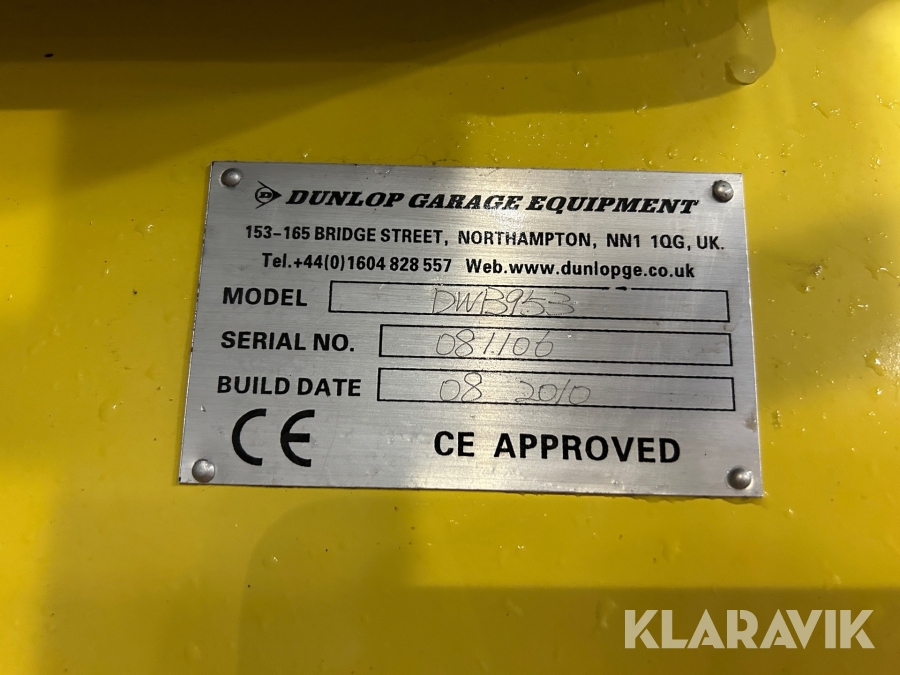 D DUNLOP GARAGE EQUIPMENT
153-165 BRIDGE STREET, NORTHAMPTON, NN1 1QG, UK.
Tel.+44(0)1604 828 557 Web.www.dunlopge.co.uk
MODEL DWB953
SERIAL NO. 081106
BUILD DATE 08 2010
CE CE APPROVED
KLARAVIK